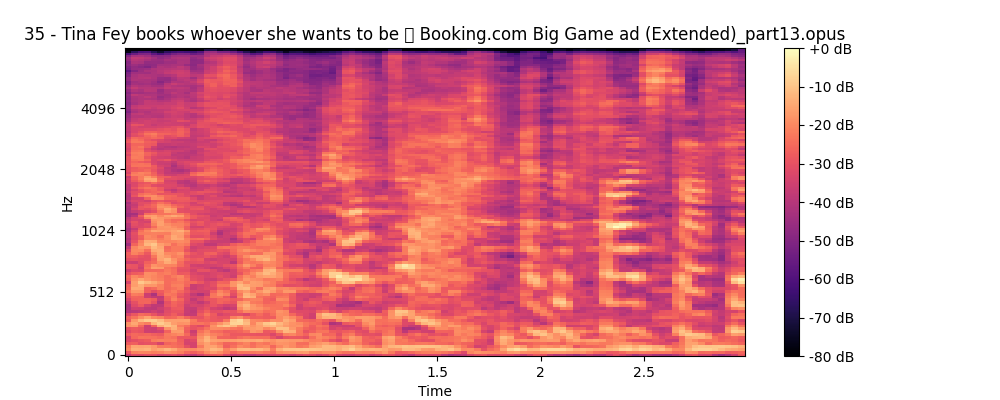 35 - Tina Fey books whoever she wants to be ▯ Booking.com Big Game ad (Extended)_part13.opus
+0 dB
-10 dB
-20 dB
-30 dB
-40 dB
-50 dB
-60 dB
-70 dB
-80 dB
Hz
4096
2048
1024
512
0
0 0.5 1 1.5 2 2.5
Time